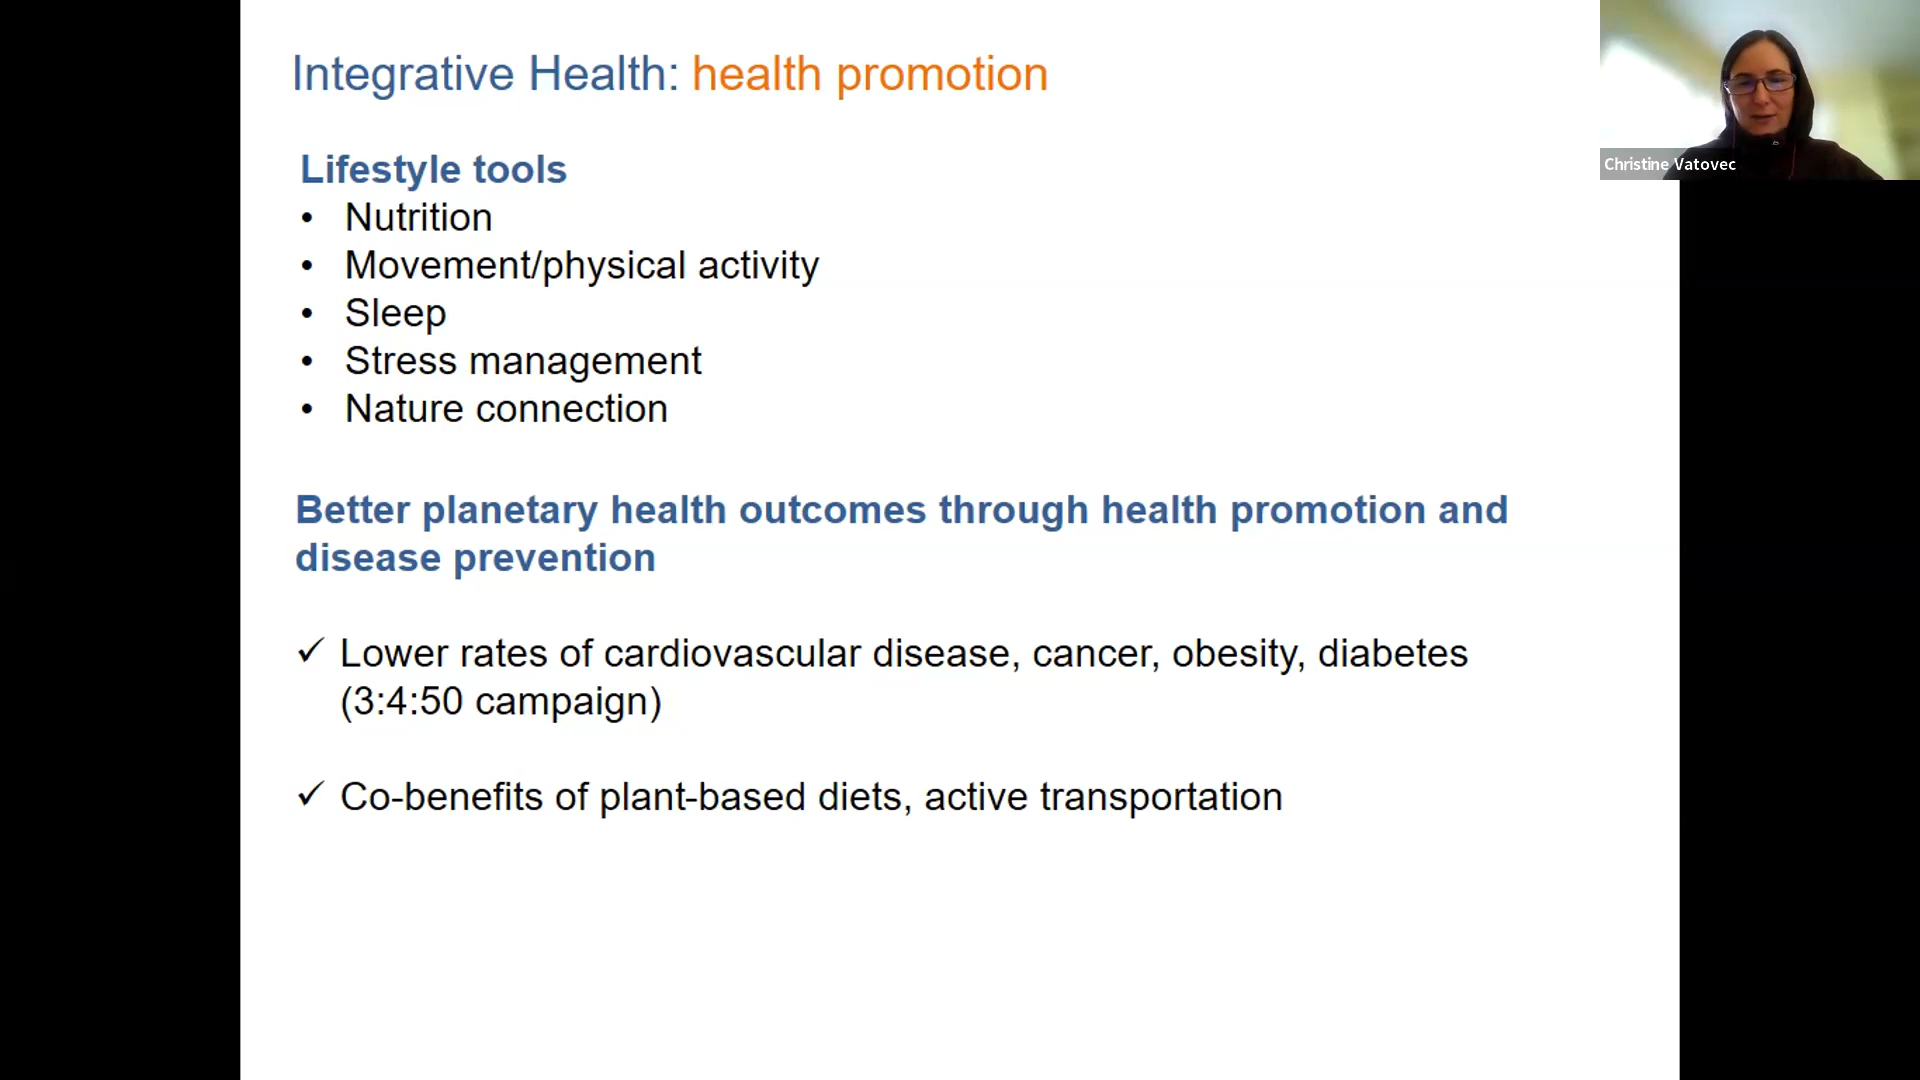 Integrative Health: health promotion
Christine Vatovec
Lifestyle tools
• Nutrition
• Movement/physical activity
• Sleep
• Stress management
• Nature connection
Better planetary health outcomes through health promotion and
disease prevention
✓ Lower rates of cardiovascular disease, cancer, obesity, diabetes
(3:4:50 campaign)
✓ Co-benefits of plant-based diets, active transportation